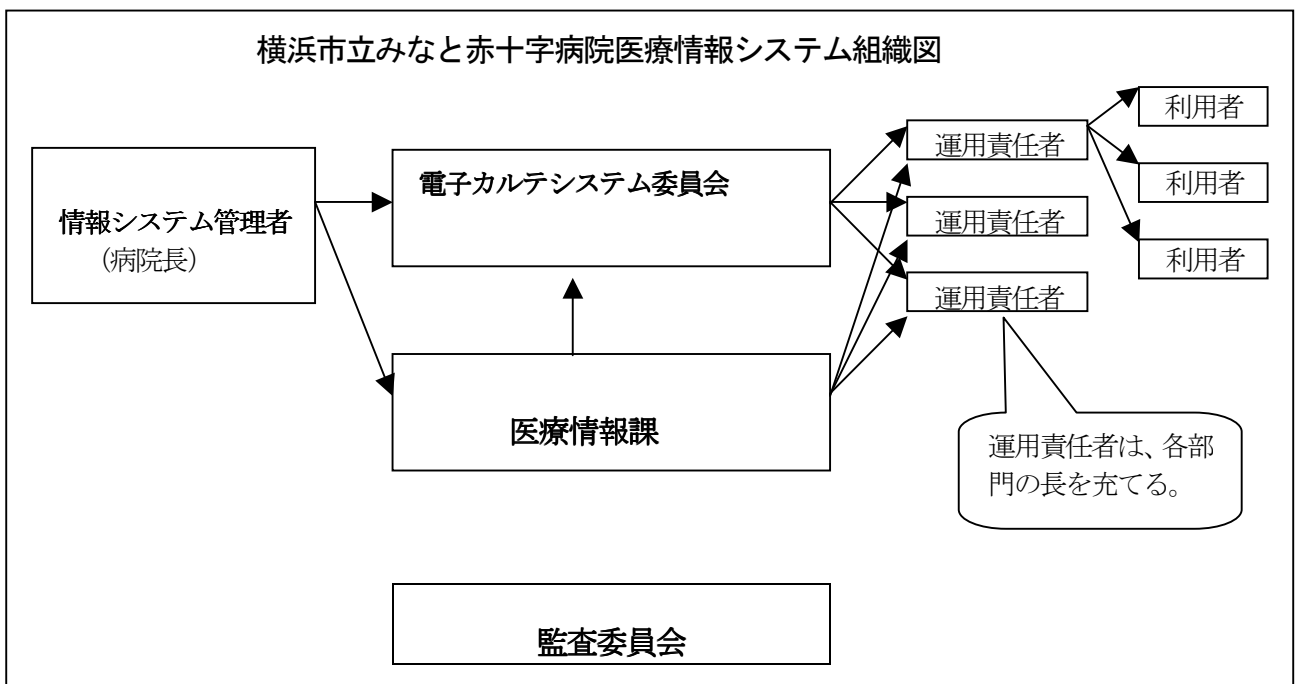 横浜市立みなと赤十字病院医療情報システム組織図
利用者
運用責任者
電子カルテシステム委員会
利用者
情報システム管理者
運用責任者
(病院長)
利用者
運用責任者
医療情報課
運用責任者は、各部
門の長を充てる。
監査委員会